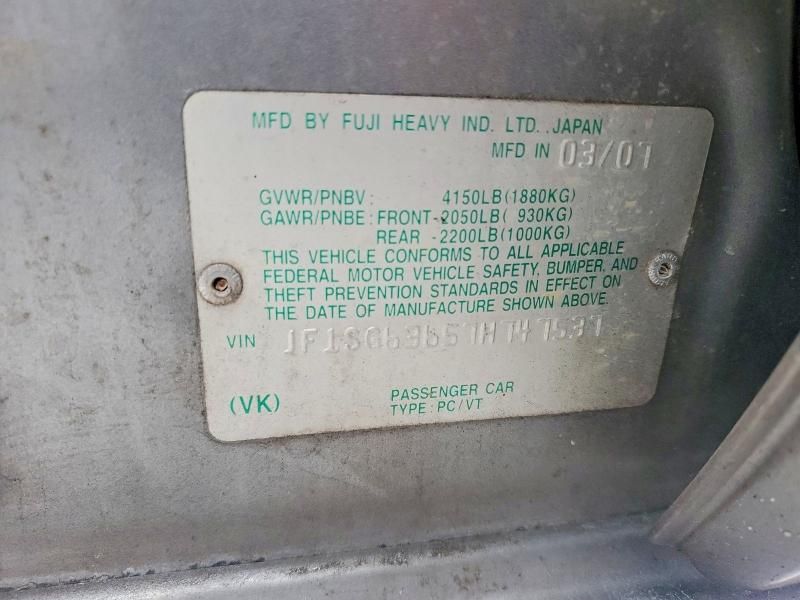 MFD BY FUJI HEAVY IND. LTD. JAPAN
MFD IN 03/07
GVWR/PNBV: 4150LB(1880KG)
GAWR/PNBE: FRONT-2050LB( 930KG)
REAR -2200LB(1000KG)
THIS VEHICLE CONFORMS TO ALL APPLICABLE
FEDERAL MOTOR VEHICLE SAFETY, BUMPER, AND
THEFT PREVENTION STANDARDS IN EFFECT ON
THE DATE OF MANUFACTURE SHOWN ABOVE.
VIN JF1SG63657H747537
(VK)
PASSENGER CAR
TYPE: PC/VT